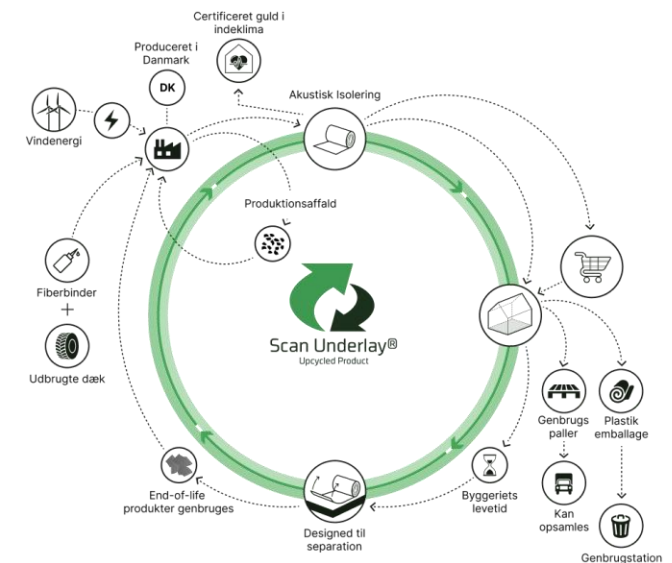 Certificeret guld i
indeklima
Produceret i
Danmark
DK
Akustisk Isolering
Vindenergi
Produktionsaffald
Fiberbinder
+
Udbrugte dæk
Scan Underlay®
Upcycled Product
Genbrugs
paller
Plastik
emballage
End-of-life
produkter genbruges
Byggeriets
levetid
Kan
opsamles
Designed til
separation
Genbrugstation